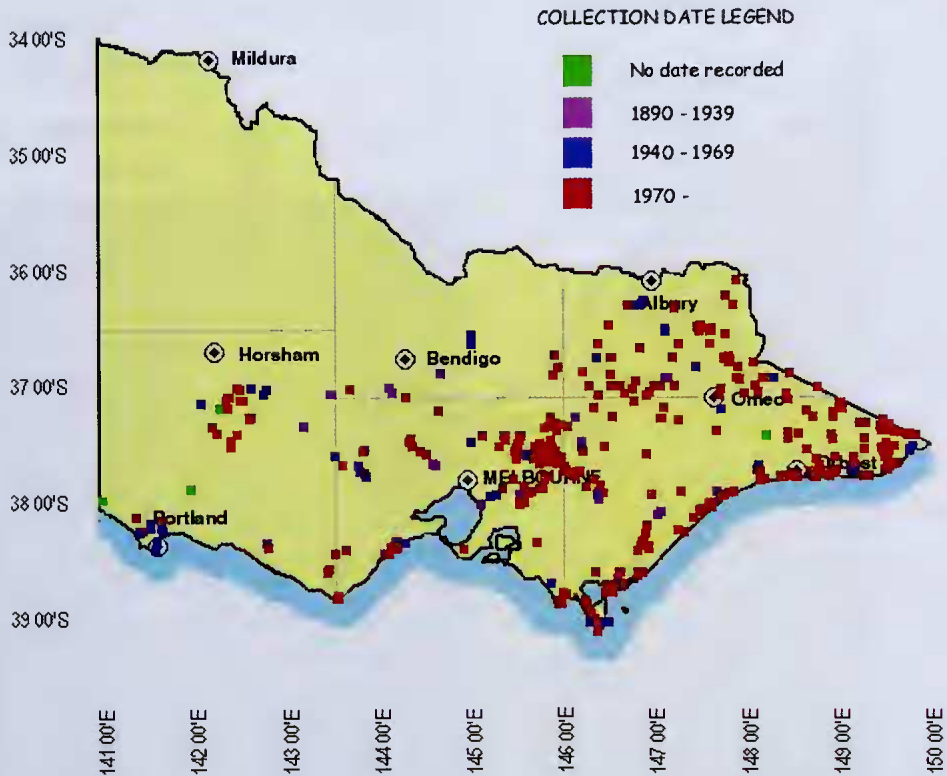 COLLECTION DATE LEGEND
No date recorded
1890 - 1939
1940 - 1969
1970 -
34 00'S
35 00'S
36 00'S
37 00'S
38 00'S
39 00'S
Mildura
Albury
Horsham
Bendigo
Omeo
MELBOURNE
Portland
141 00'E
142 00'E
143 00'E
144 00'E
145 00'E
146 00'E
147 00'E
148 00'E
149 00'E
150 00'E